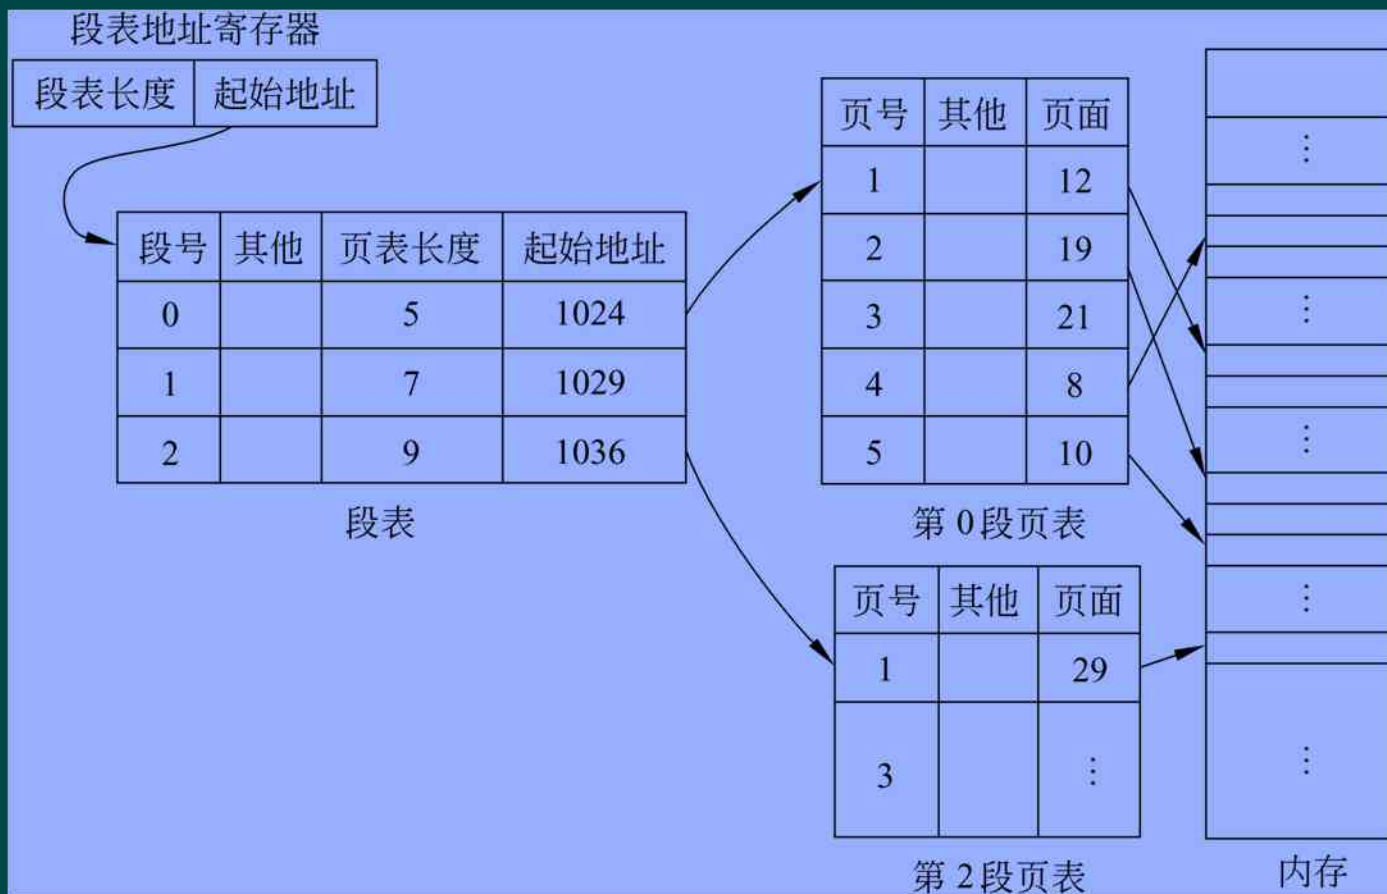 段表地址寄存器
段表长度 起始地址
段号 其他 页表长度 起始地址
0 5 1024
1 7 1029
2 9 1036
段表
页号 其他 页面
1 12
2 19
3 21
4 8
5 10
第0段页表
页号 其他 页面
1 29
3 ⋮
第2段页表
⋮
⋮
⋮
⋮
⋮
内存